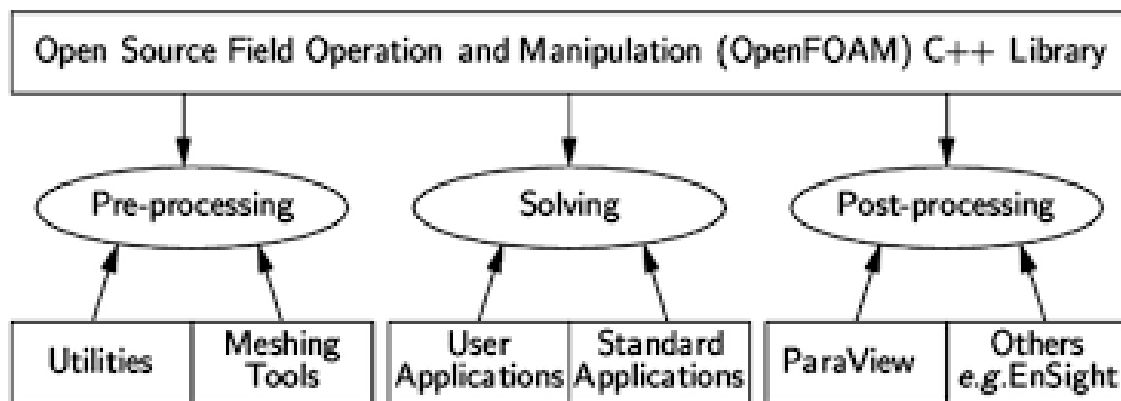 Open Source Field Operation and Manipulation (OpenFOAM) C++ Library
Pre-processing
Solving
Post-processing
Utilities
Meshing
Tools
User
Applications
Standard
Applications
ParaView
Others
e.g.EnSight